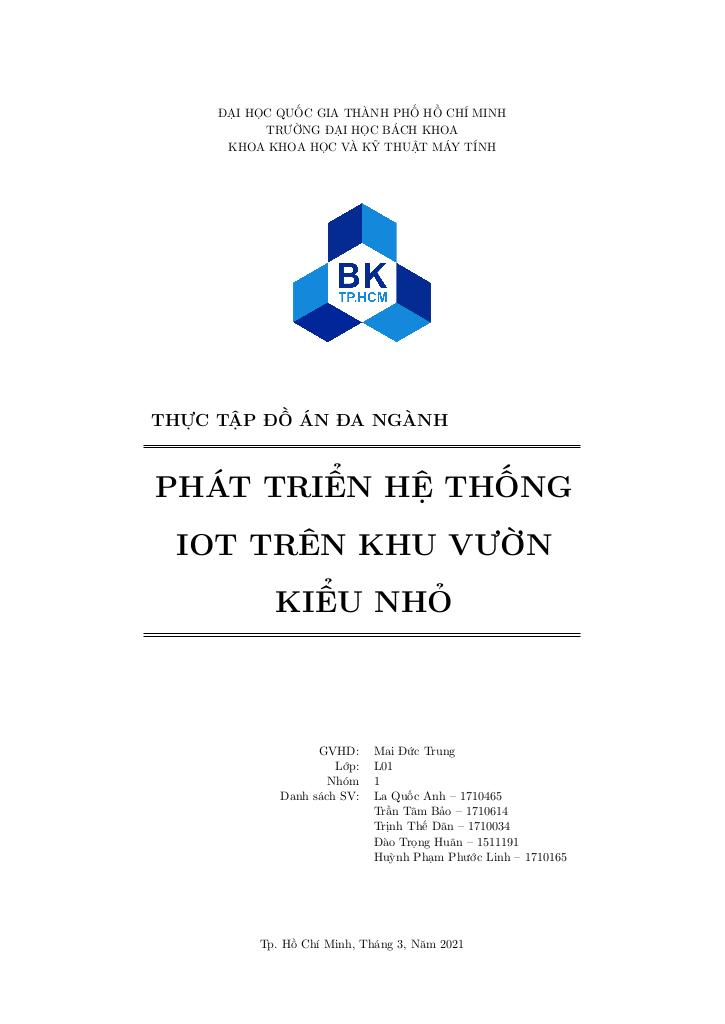 ĐẠI HỌC QUỐC GIA THÀNH PHỐ HỒ CHÍ MINH
TRƯỜNG ĐẠI HỌC BÁCH KHOA
KHOA KHOA HỌC VÀ KỸ THUẬT MÁY TÍNH
BK
TP.HCM
THỰC TẬP ĐỒ ÁN ĐA NGÀNH
PHÁT TRIỂN HỆ THỐNG
IOT TRÊN KHU VƯỜN
KIỂU NHỎ
GVHD: Mai Đức Trung
Lớp: L01
Nhóm 1
Danh sách SV: La Quốc Anh – 1710465
Trần Tâm Bảo – 1710614
Trịnh Thế Dân – 1710034
Đào Trọng Huân – 1511191
Huỳnh Phạm Phước Linh – 1710165
Tp. Hồ Chí Minh, Tháng 3, Năm 2021